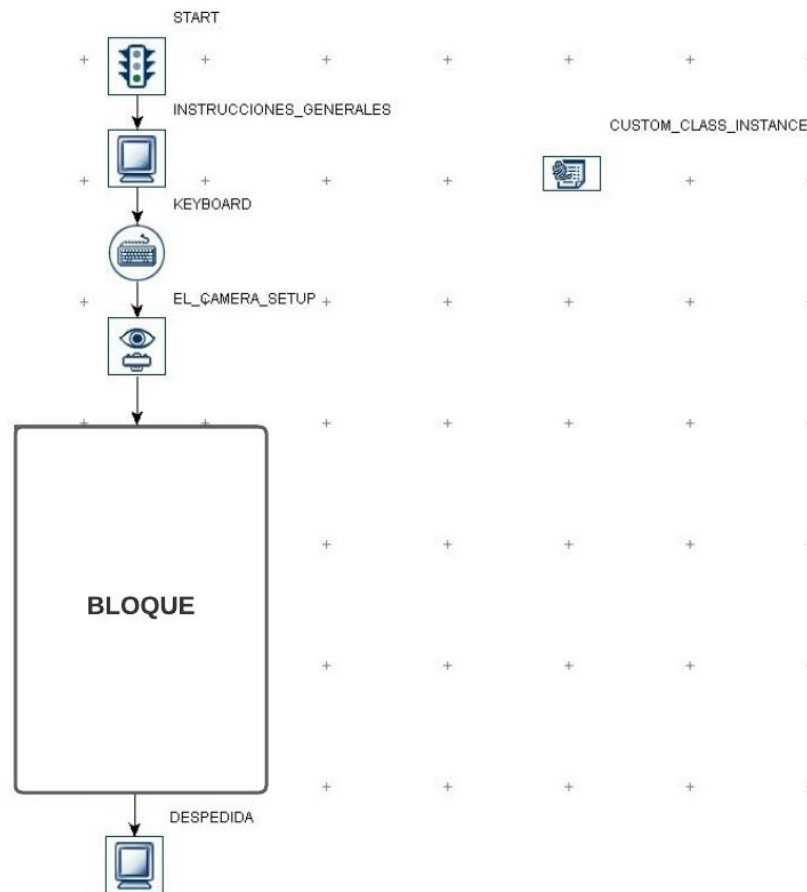 START
INSTRUCCIONES_GENERALES
CUSTOM_CLASS_INSTANCE
KEYBOARD
EL_CAMERA_SETUP
BLOQUE
DESPEDIDA